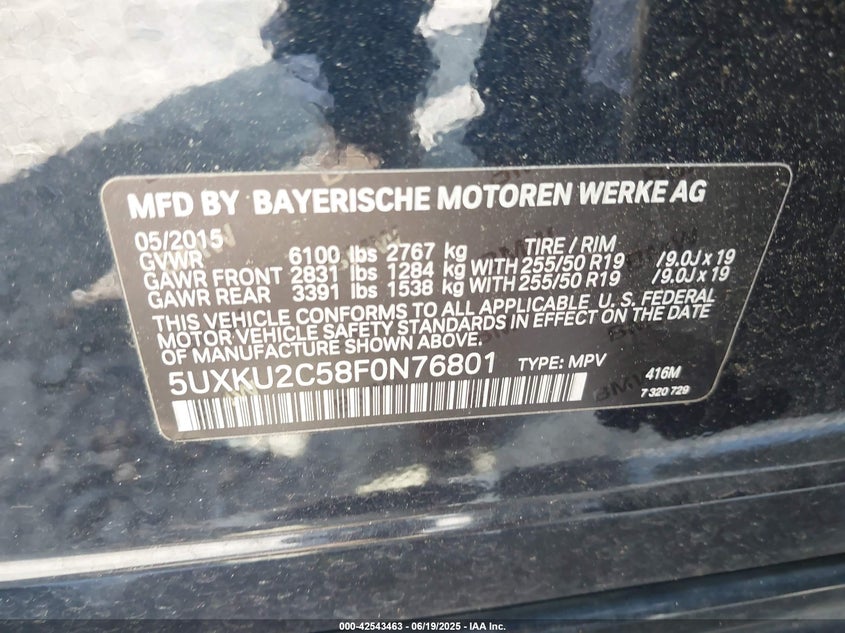 MFD BY BAYERISCHE MOTOREN WERKE AG
05/2015
GVWR 6100 lbs 2767 kg TIRE / RIM
GAWR FRONT 2831 lbs 1284 kg WITH 255/50 R19 /9.0J x 19
GAWR REAR 3391 lbs 1538 kg WITH 255/50 R19 /9.0J x 19
THIS VEHICLE CONFORMS TO ALL APPLICABLE U. S. FEDERAL
MOTOR VEHICLE SAFETY STANDARDS IN EFFECT ON THE DATE
OF MANUFACTURE SHOWN ABOVE.
5UXKU2C58F0N76801 TYPE: MPV 416M
7 320 729
000-42543463 - 06/19/2025 - IAA Inc.